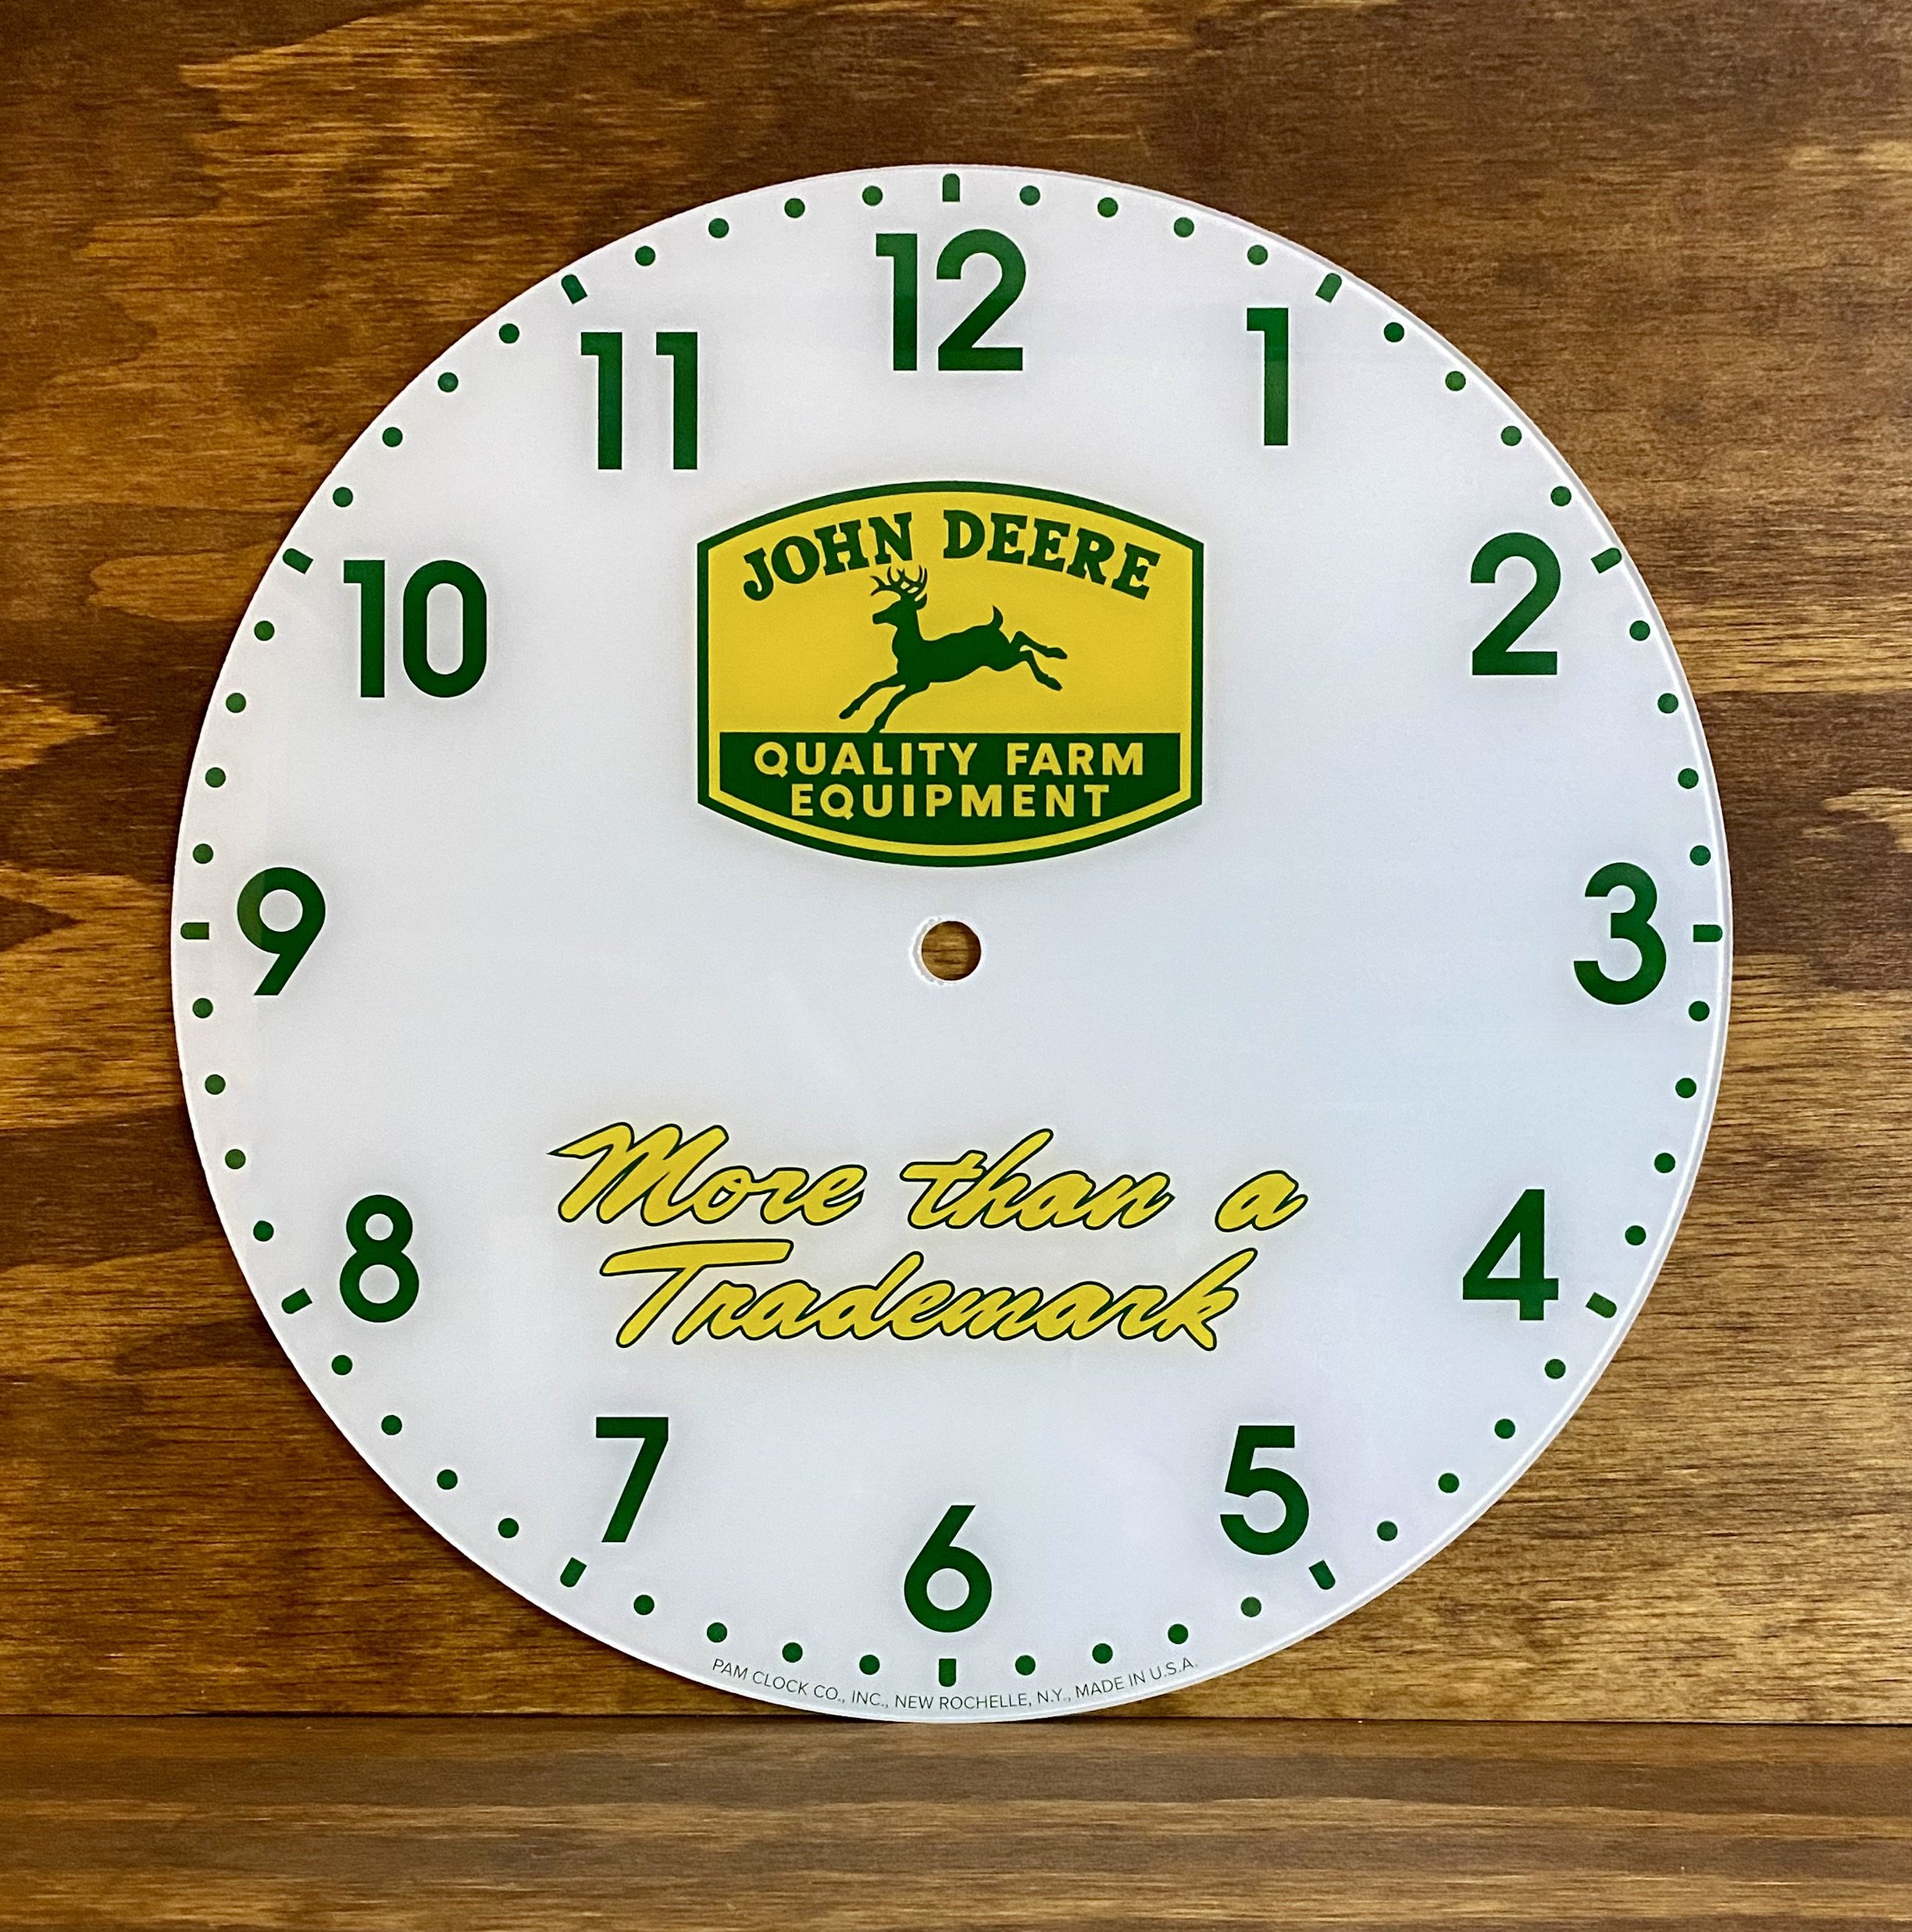 12
11
1
10
2
JOHN DEERE
QUALITY FARM
EQUIPMENT
9
3
More than a
Trademark
8
4
7
5
6
PAM CLOCK CO., INC., NEW ROCHELLE, N.Y., MADE IN U.S.A.